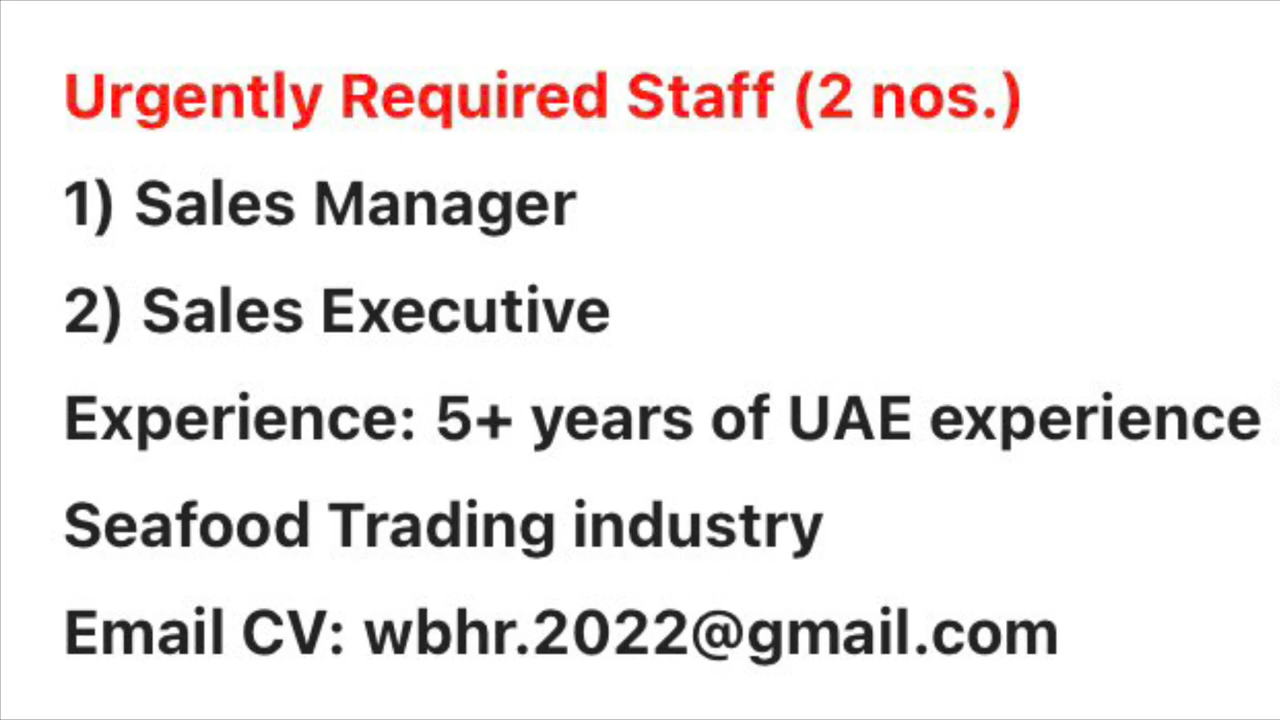 Urgently Required Staff (2 nos.)
1) Sales Manager
2) Sales Executive
Experience: 5+ years of UAE experience
Seafood Trading industry
Email CV: wbhr.2022@gmail.com